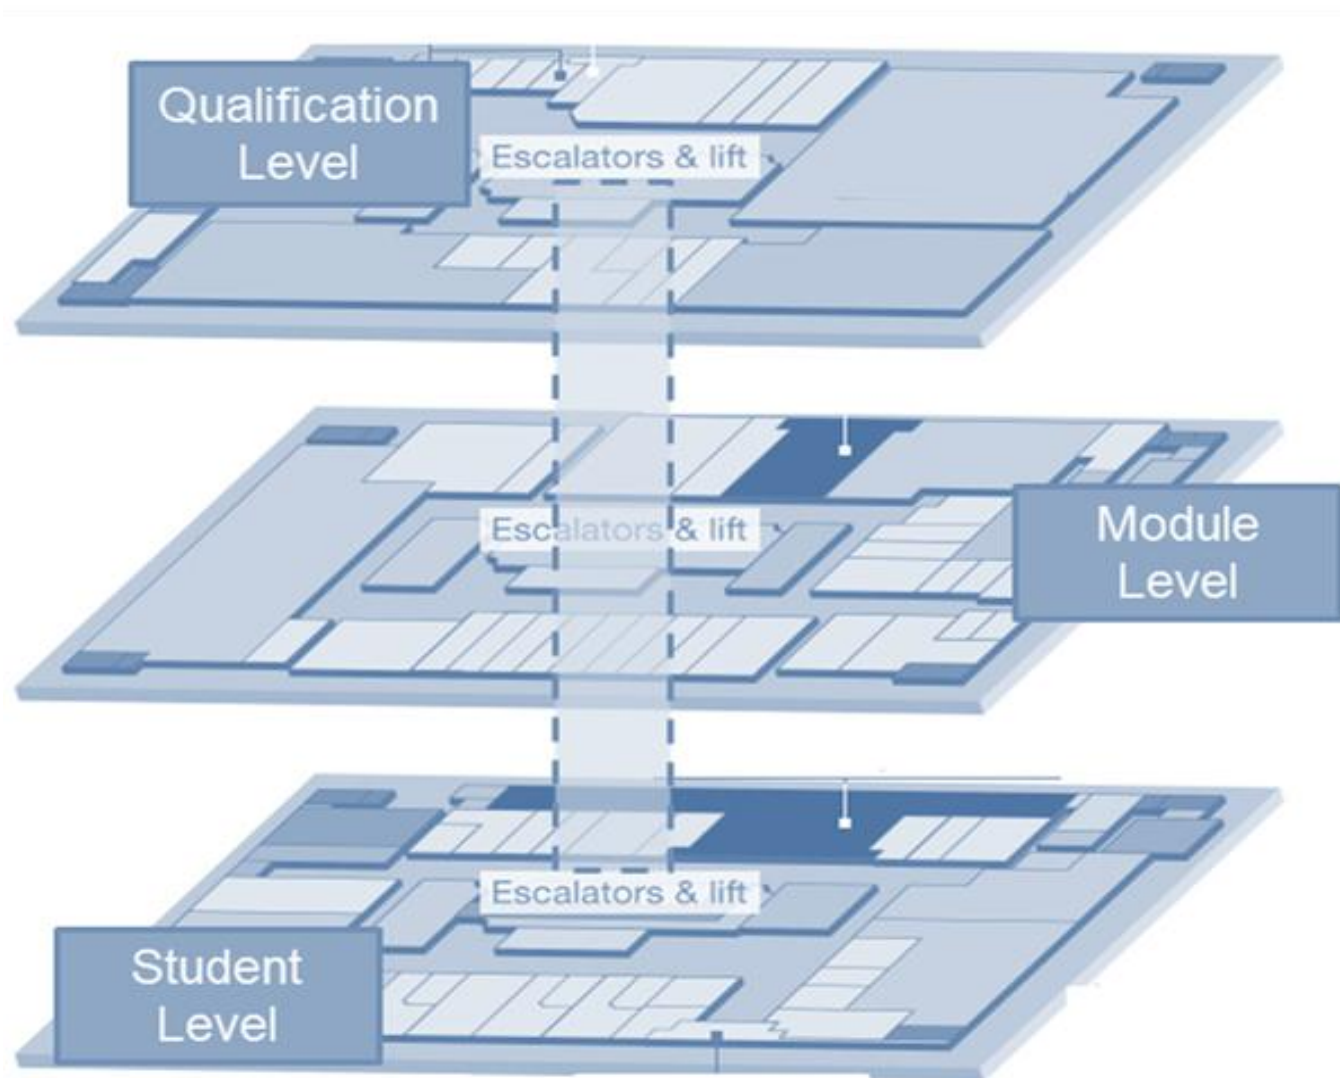 Qualification
Level
Escalators & lift
Escalators & lift
Module
Level
Escalators & lift
Student
Level